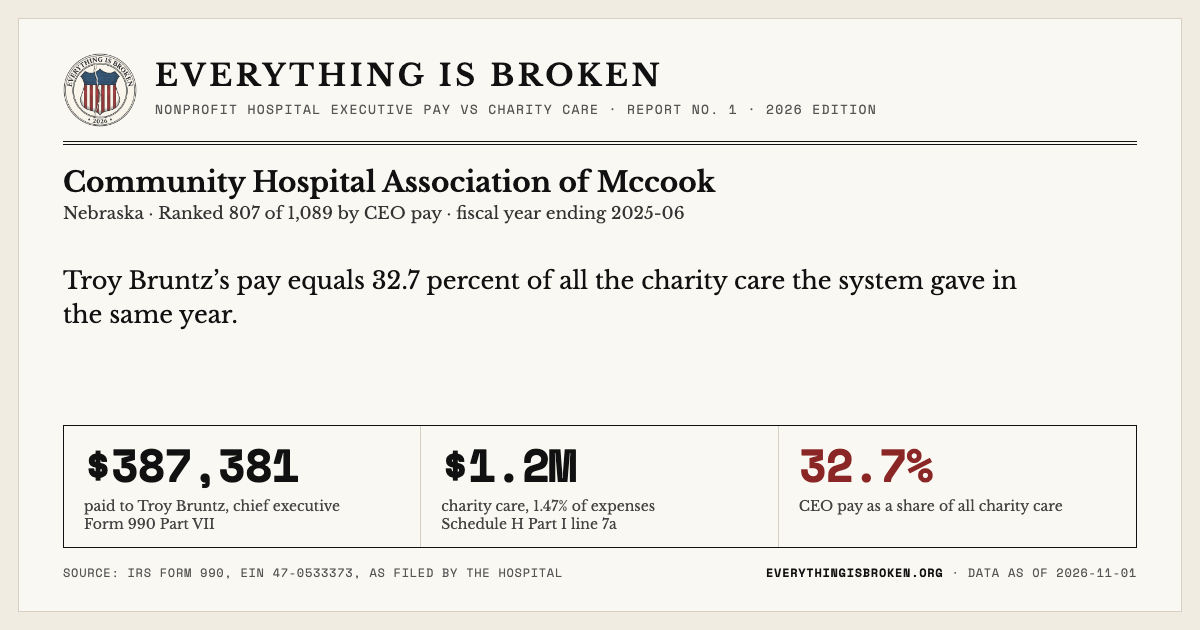 EVERYTHING IS BROKEN
2026
EVERYTHING IS BROKEN
NONPROFIT HOSPITAL EXECUTIVE PAY VS CHARITY CARE · REPORT NO. 1 · 2026 EDITION
Community Hospital Association of Mccook
Nebraska · Ranked 807 of 1,089 by CEO pay · fiscal year ending 2025-06
Troy Bruntz’s pay equals 32.7 percent of all the charity care the system gave in
the same year.
$387,381
paid to Troy Bruntz, chief executive
Form 990 Part VII
$1.2M
charity care, 1.47% of expenses
Schedule H Part I line 7a
32.7%
CEO pay as a share of all charity care
SOURCE: IRS FORM 990, EIN 47-0533373, AS FILED BY THE HOSPITAL
EVERYTHINGISBROKEN.ORG · DATA AS OF 2026-11-01